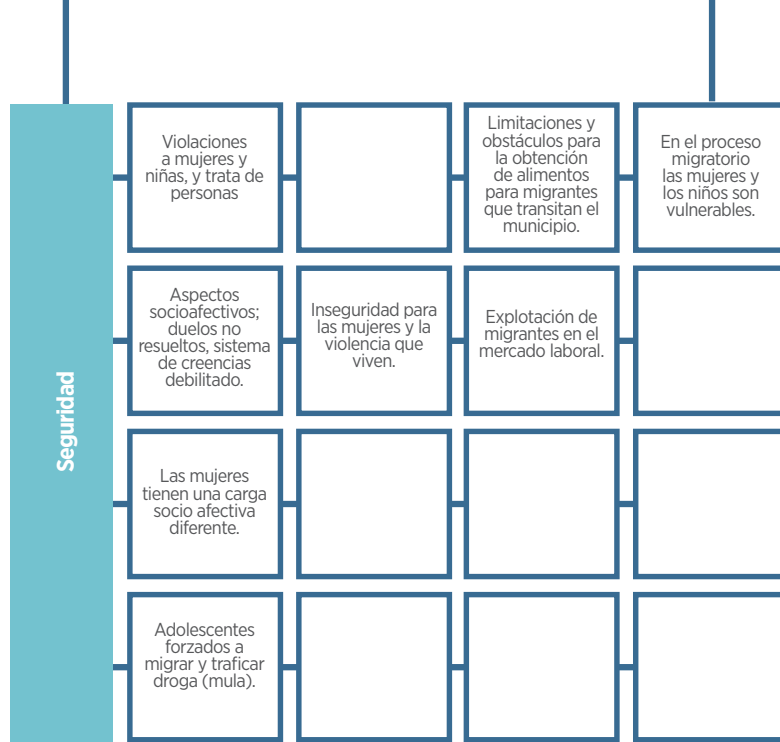 Seguridad
Violaciones
a mujeres y
niñas, y trata de
personas
Limitaciones y
obstáculos para
la obtención
de alimentos
para migrantes
que transitan el
municipio.
En el proceso
migratorio
las mujeres y
los niños son
vulnerables.
Aspectos
socioafectivos;
duelos no
resueltos, sistema
de creencias
debilitado.
Inseguridad para
las mujeres y la
violencia que
viven.
Explotación de
migrantes en el
mercado laboral.
Las mujeres
tienen una carga
socio afectiva
diferente.
Adolescentes
forzados a
migrar y traficar
droga (mula).